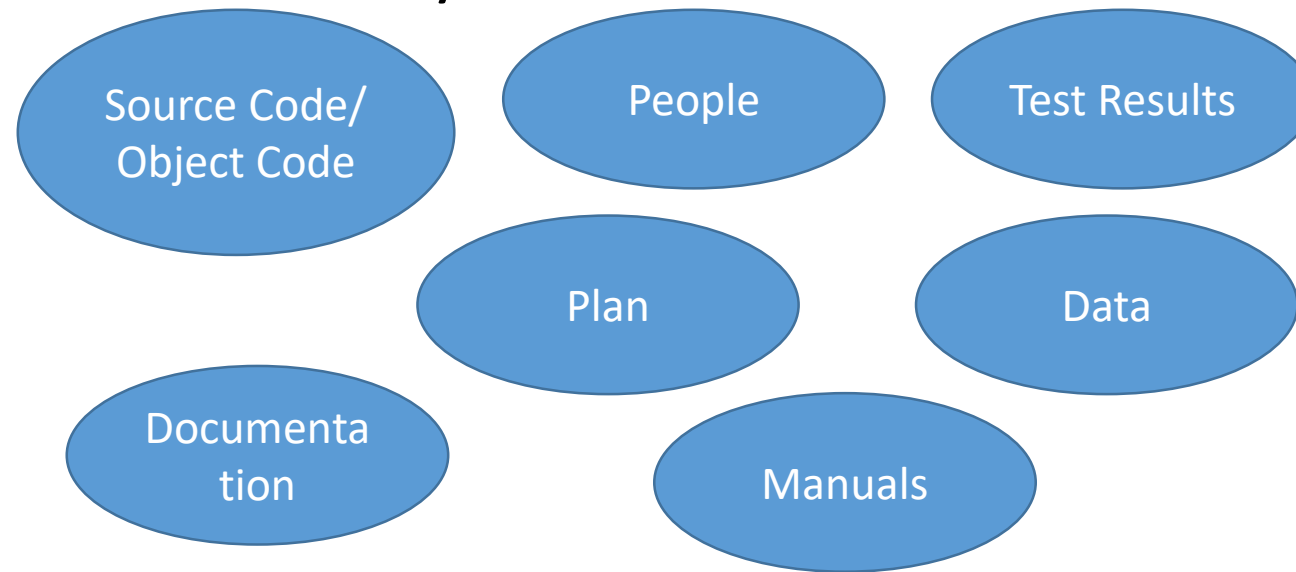 Source Code/
Object Code
People
Test Results
Plan
Data
Documenta
tion
Manuals